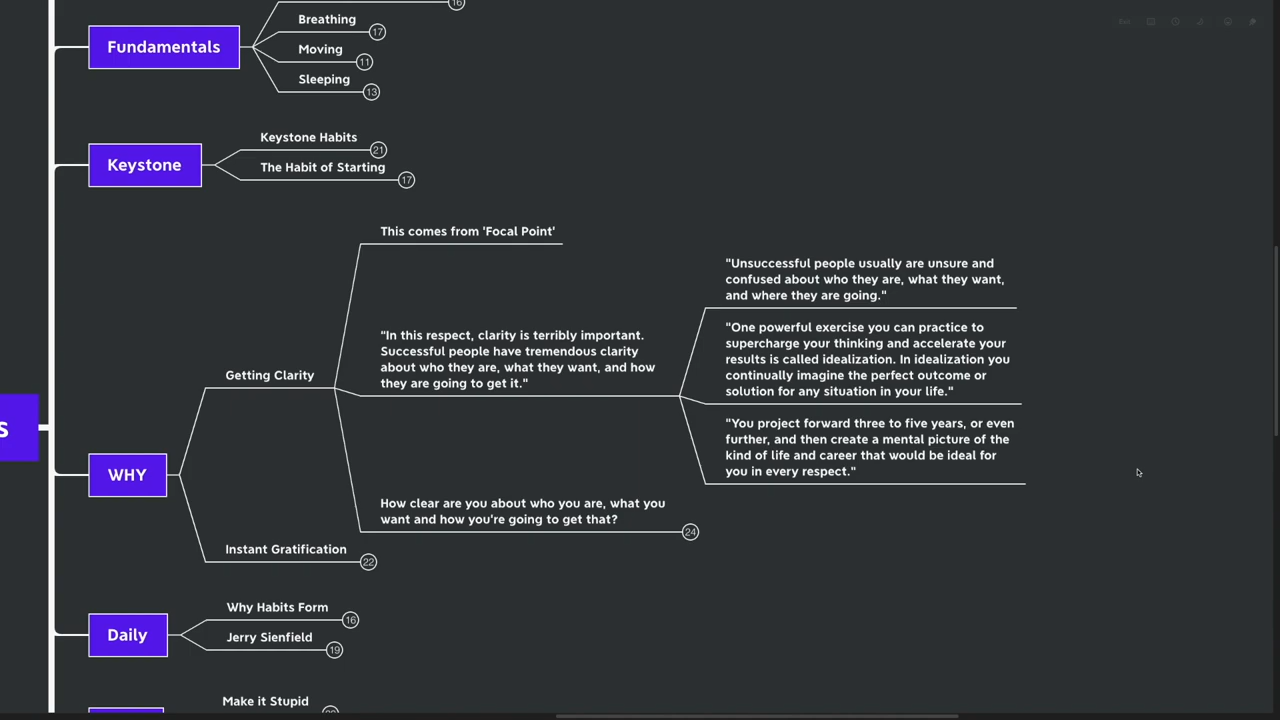 16
Breathing
17
Fundamentals
Moving
11
Sleeping
13
Keystone Habits
21
Keystone
The Habit of Starting
17
This comes from 'Focal Point'
"Unsuccessful people usually are unsure and
confused about who they are, what they want,
and where they are going."
"In this respect, clarity is terribly important.
Successful people have tremendous clarity
about who they are, what they want, and how
they are going to get it."
"One powerful exercise you can practice to
supercharge your thinking and accelerate your
results is called idealization. In idealization you
continually imagine the perfect outcome or
solution for any situation in your life."
Getting Clarity
"You project forward three to five years, or even
further, and then create a mental picture of the
kind of life and career that would be ideal for
you in every respect."
S
WHY
How clear are you about who you are, what you
want and how you're going to get that?
24
Instant Gratification
22
Why Habits Form
16
Daily
Jerry Sienfield
19
Make it Stupid